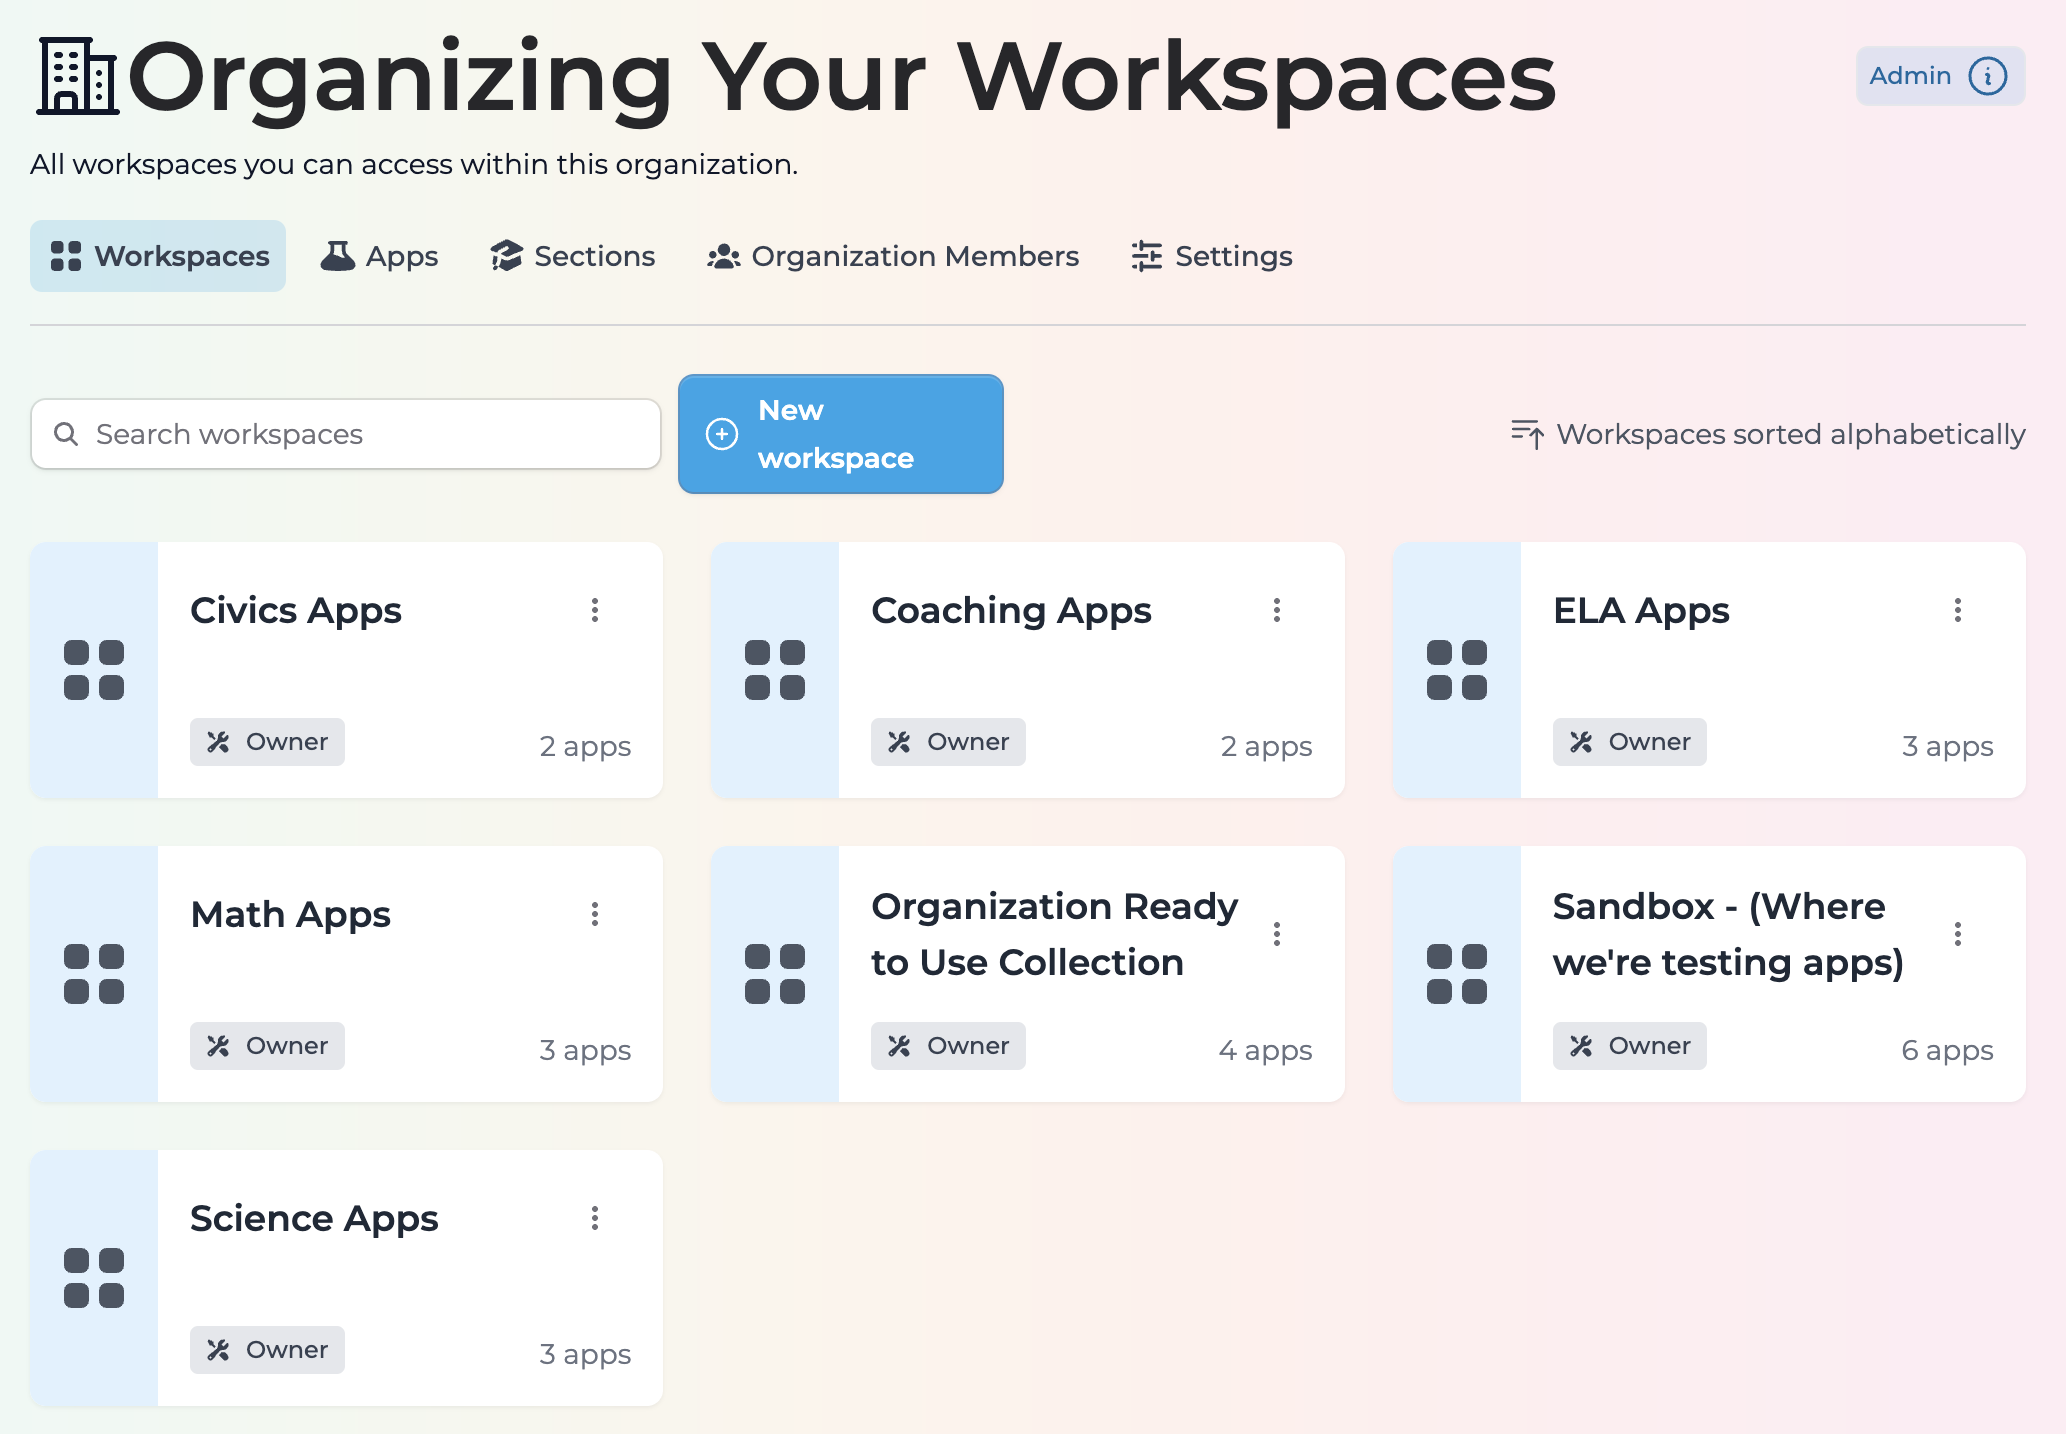 Organizing Your Workspaces
Admin
All workspaces you can access within this organization.
Workspaces
Apps
Sections
Organization Members
Settings
Search workspaces
New
workspace
Workspaces sorted alphabetically
Civics Apps
Owner
2 apps
Coaching Apps
Owner
2 apps
ELA Apps
Owner
3 apps
Math Apps
Owner
3 apps
Organization Ready
to Use Collection
Owner
4 apps
Sandbox - (Where
we're testing apps)
Owner
6 apps
Science Apps
Owner
3 apps